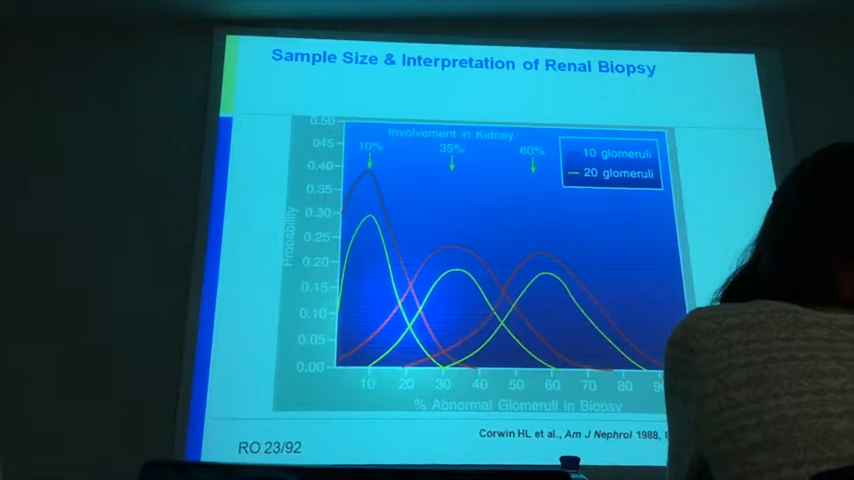 Sample Size & Interpretation of Renal Biopsy
Involvement in Kidney
10% 35% 60%
10 glomeruli
20 glomeruli
Probability
0.50
045
0.40
0.35
0.30
0.25
0.20
0.15
0.10
0.05
0.00
10 20 30 40 50 60 70 80
% Abnormal Glomeruli in Biopsy
Corwin HL et al., Am J Nephrol 1988,
RO 23/92